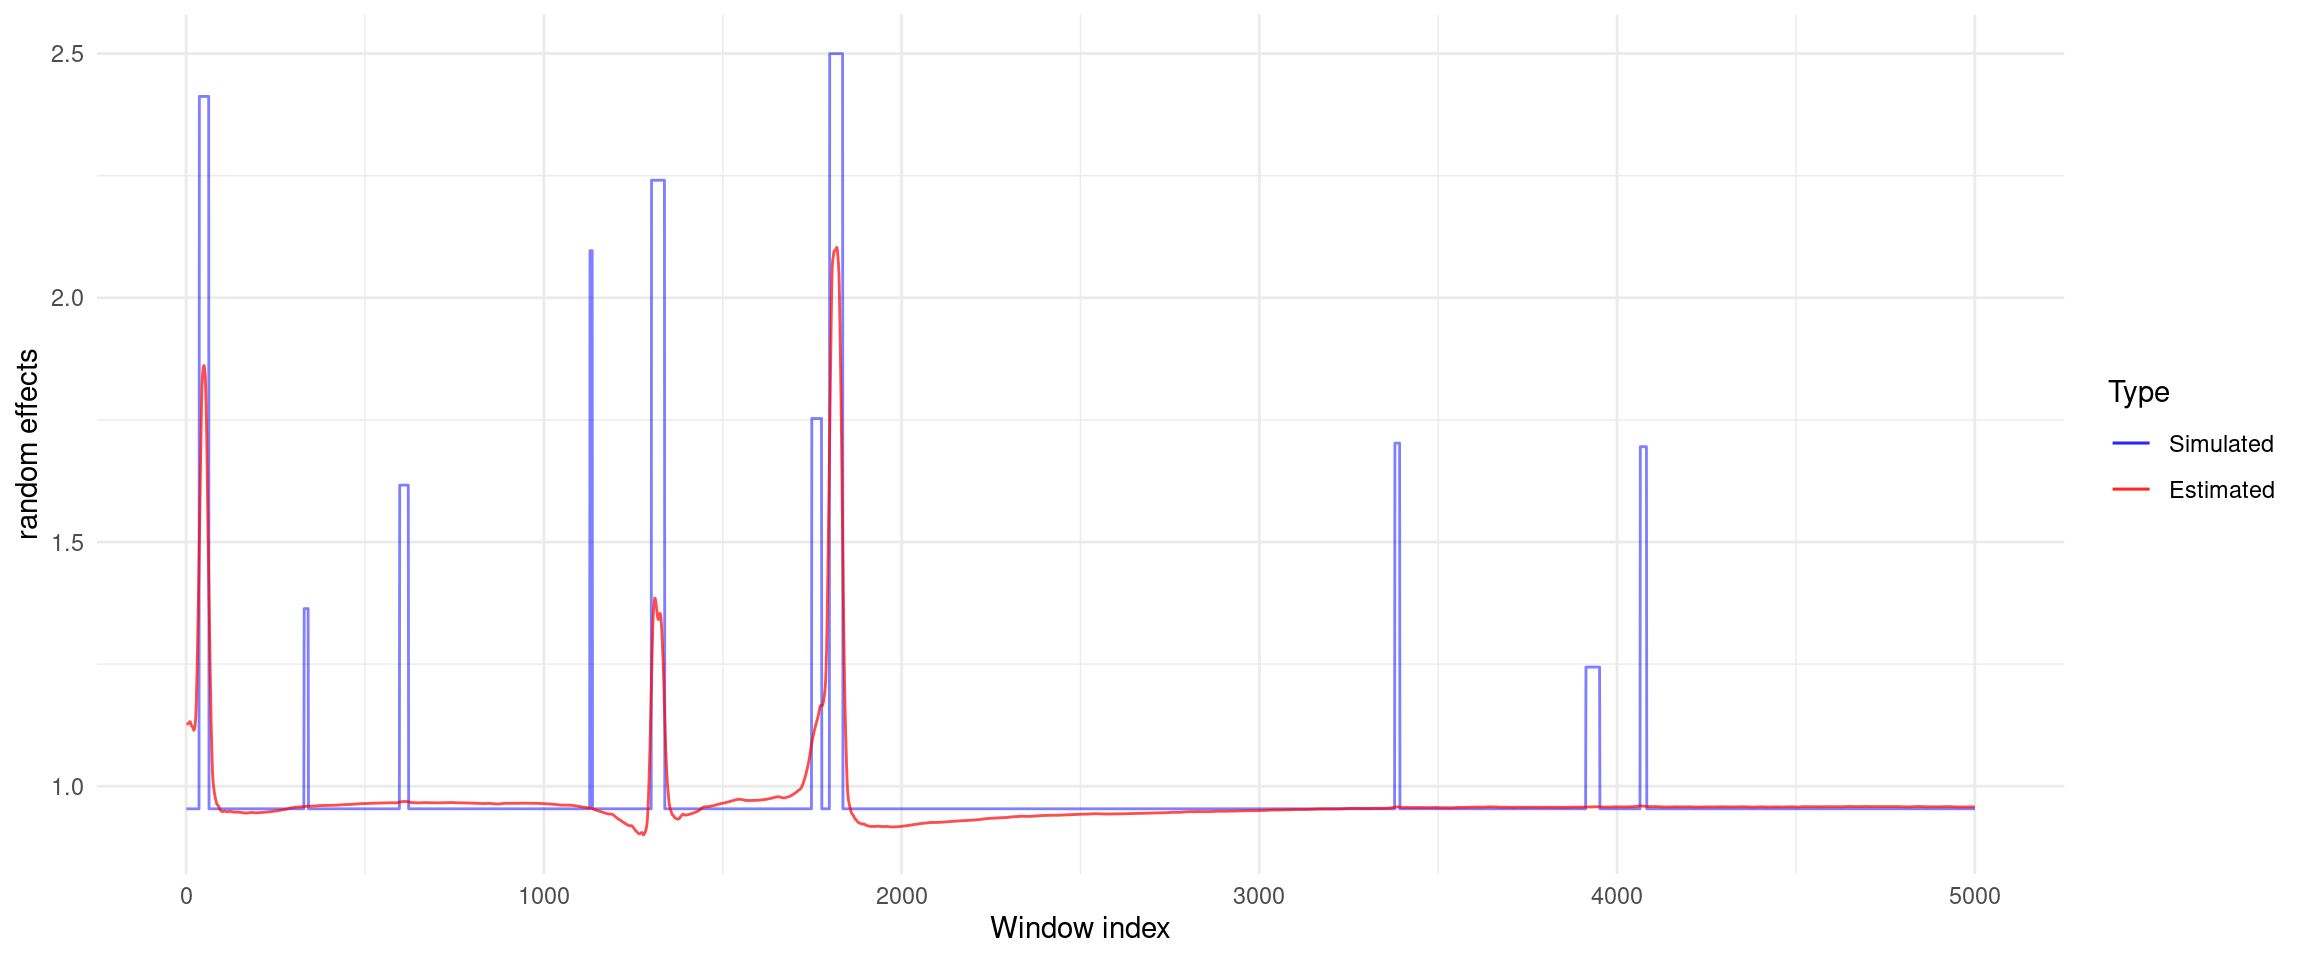 2.5
2.0
1.5
1.0
random effects
0 1000 2000 3000 4000 5000
Window index
Type
Simulated
Estimated